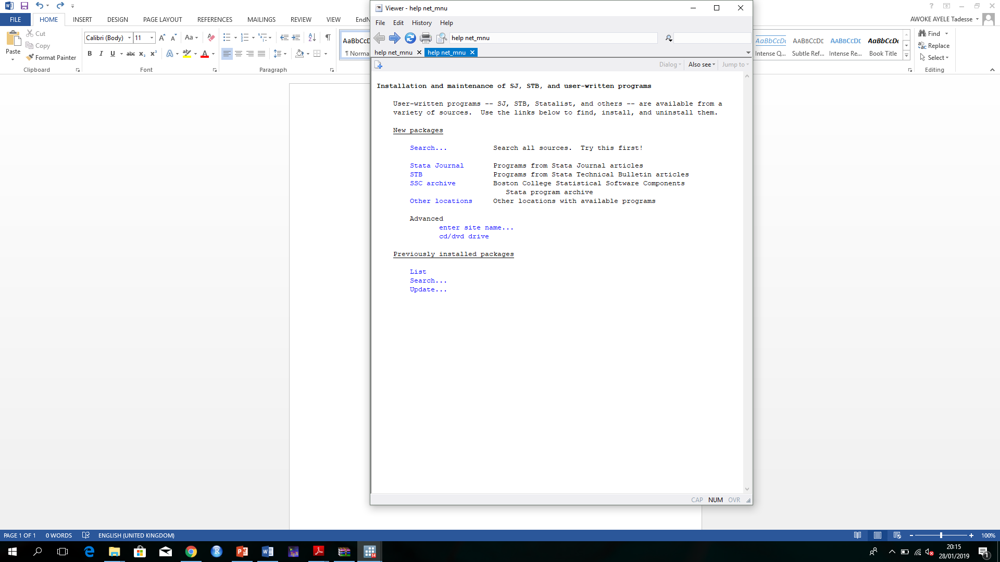 FILE HOME INSERT DESIGN PAGE LAYOUT REFERENCES MAILINGS REVIEW VIEW EndN
AWOKE AYELE Tadesse
Paste
Cut
Copy
Format Painter
Clipboard
Calibri (Body) 11
Font
Paragraph
AaBbCcD
¶ Norma
Intense Q...
AABBCCDE
Subtle Ref...
AABBCCDE
Intense Re...
AaBbCcDc
Book Title
Find
Replace
Select
Editing
Viewer - help net_mnu
File Edit History Help
help net_mnu
help net_mnu help net_mnu
Dialog Also see Jump to
Installation and maintenance of SJ, STB, and user-written programs
User-written programs -- SJ, STB, Statalist, and others -- are available from a
variety of sources. Use the links below to find, install, and uninstall them.
New packages
Search... Search all sources. Try this first!
Stata Journal Programs from Stata Journal articles
STB Programs from Stata Technical Bulletin articles
SSC archive Boston College Statistical Software Components
Stata program archive
Other locations Other locations with available programs
Advanced
enter site name...
cd/dvd drive
Previously installed packages
List
Search...
Update...
CAP NUM OVR
PAGE 1 OF 1 0 WORDS ENGLISH (UNITED KINGDOM)
100%
20:15
28/01/2019